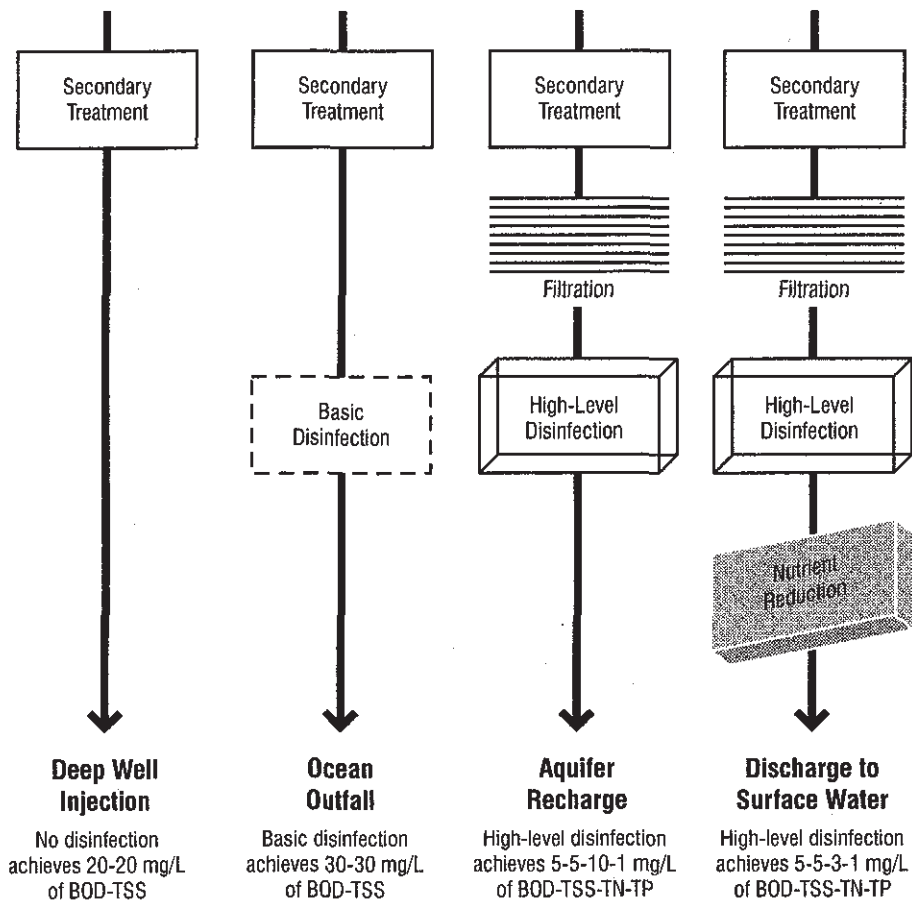 Secondary
Treatment
Secondary
Treatment
Secondary
Treatment
Secondary
Treatment
Filtration
Filtration
Basic
Disinfection
High-Level
Disinfection
High-Level
Disinfection
Nutrient
Reduction
Deep Well
Injection
No disinfection
achieves 20-20 mg/L
of BOD-TSS
Ocean
Outfall
Basic disinfection
achieves 30-30 mg/L
of BOD-TSS
Aquifer
Recharge
High-level disinfection
achieves 5-5-10-1 mg/L
of BOD-TSS-TN-TP
Discharge to
Surface Water
High-level disinfection
achieves 5-5-3-1 mg/L
of BOD-TSS-TN-TP